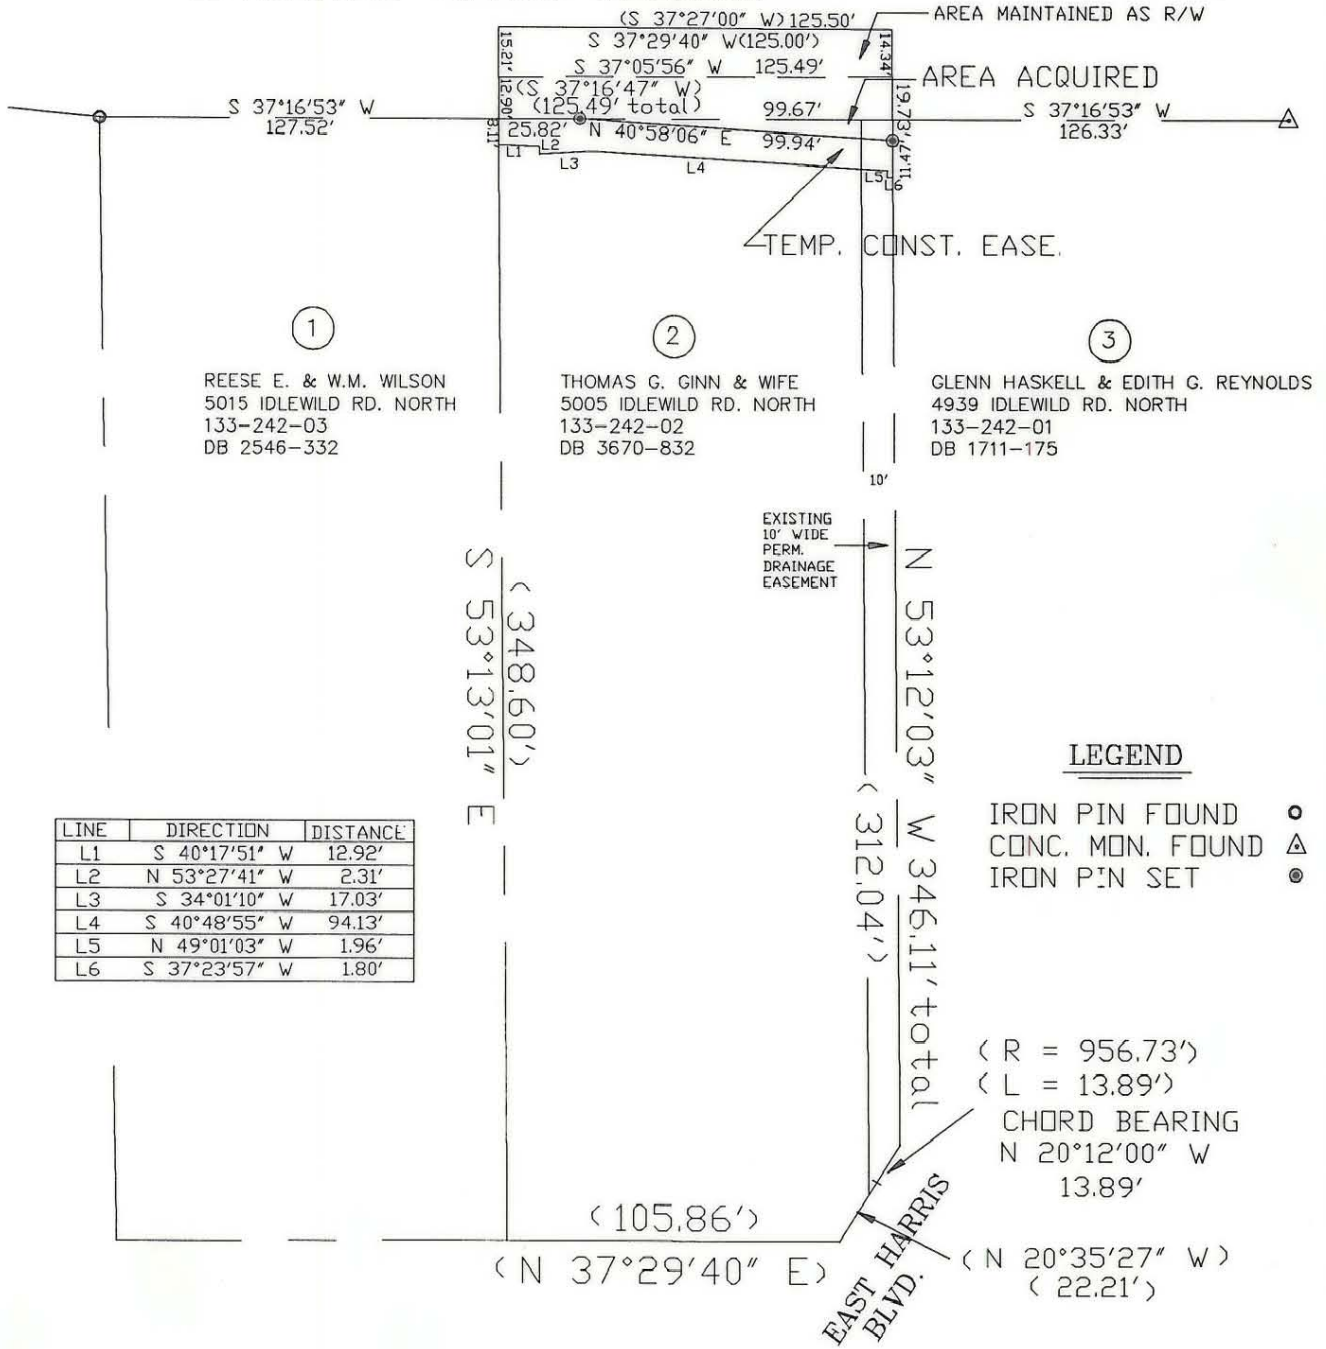 (S 37°27'00" W) 125.50'
AREA MAINTAINED AS R/W
S 37°29'40" W(125.00')
15.21'
14.34'
S 37°05'56" W 125.49'
AREA ACQUIRED
(S 37°16'47" W)
(125.49' total)
12.90'
19.73'
S 37°16'53" W
127.52'
99.67'
S 37°16'53" W
126.33'
8.11'
25.82' N 40°58'06" E 99.94'
11.47'
L1
L2
L3
L4
L5
L6
TEMP. CONST. EASE.
1
REESE E. & W.M. WILSON
5015 IDLEWILD RD. NORTH
133-242-03
DB 2546-332
2
THOMAS G. GINN & WIFE
5005 IDLEWILD RD. NORTH
133-242-02
DB 3670-832
3
GLENN HASKELL & EDITH G. REYNOLDS
4939 IDLEWILD RD. NORTH
133-242-01
DB 1711-175
10'
EXISTING
10' WIDE
PERM.
DRAINAGE
EASEMENT
S 53°13'01" E
(348.60')
N 53°12'03" W 346.11' total
(312.04')
LEGEND
IRON PIN FOUND
CONC. MON. FOUND
IRON PIN SET
LINE DIRECTION DISTANCE
L1 S 40°17'51" W 12.92'
L2 N 53°27'41" W 2.31'
L3 S 34°01'10" W 17.03'
L4 S 40°48'55" W 94.13'
L5 N 49°01'03" W 1.96'
L6 S 37°23'57" W 1.80'
(R = 956.73')
(L = 13.89')
CHORD BEARING
N 20°12'00" W
13.89'
(105.86')
(N 37°29'40" E)
EAST HARRIS
BLVD.
(N 20°35'27" W)
(22.21')